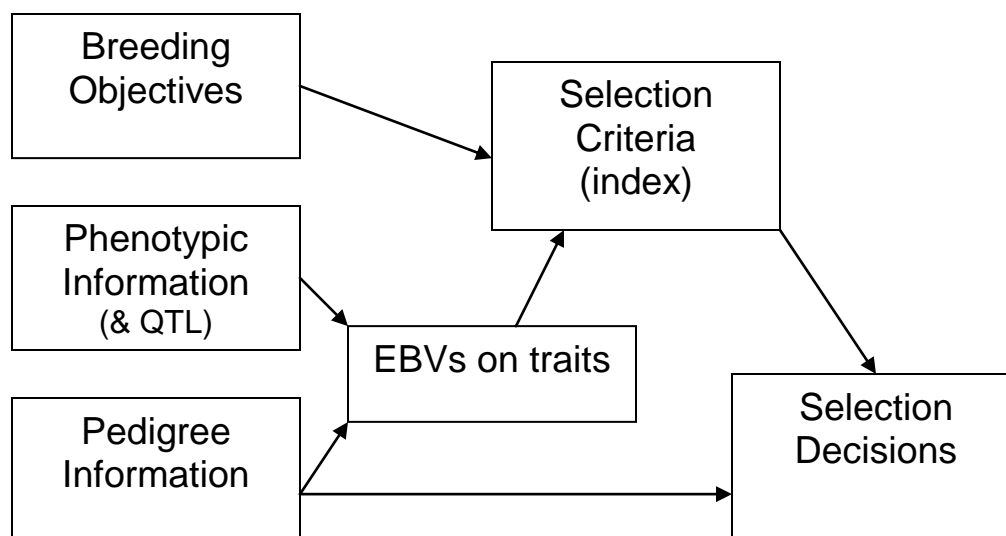 Breeding
Objectives
Selection
Criteria
(index)
Phenotypic
Information
(& QTL)
EBVs on traits
Pedigree
Information
Selection
Decisions